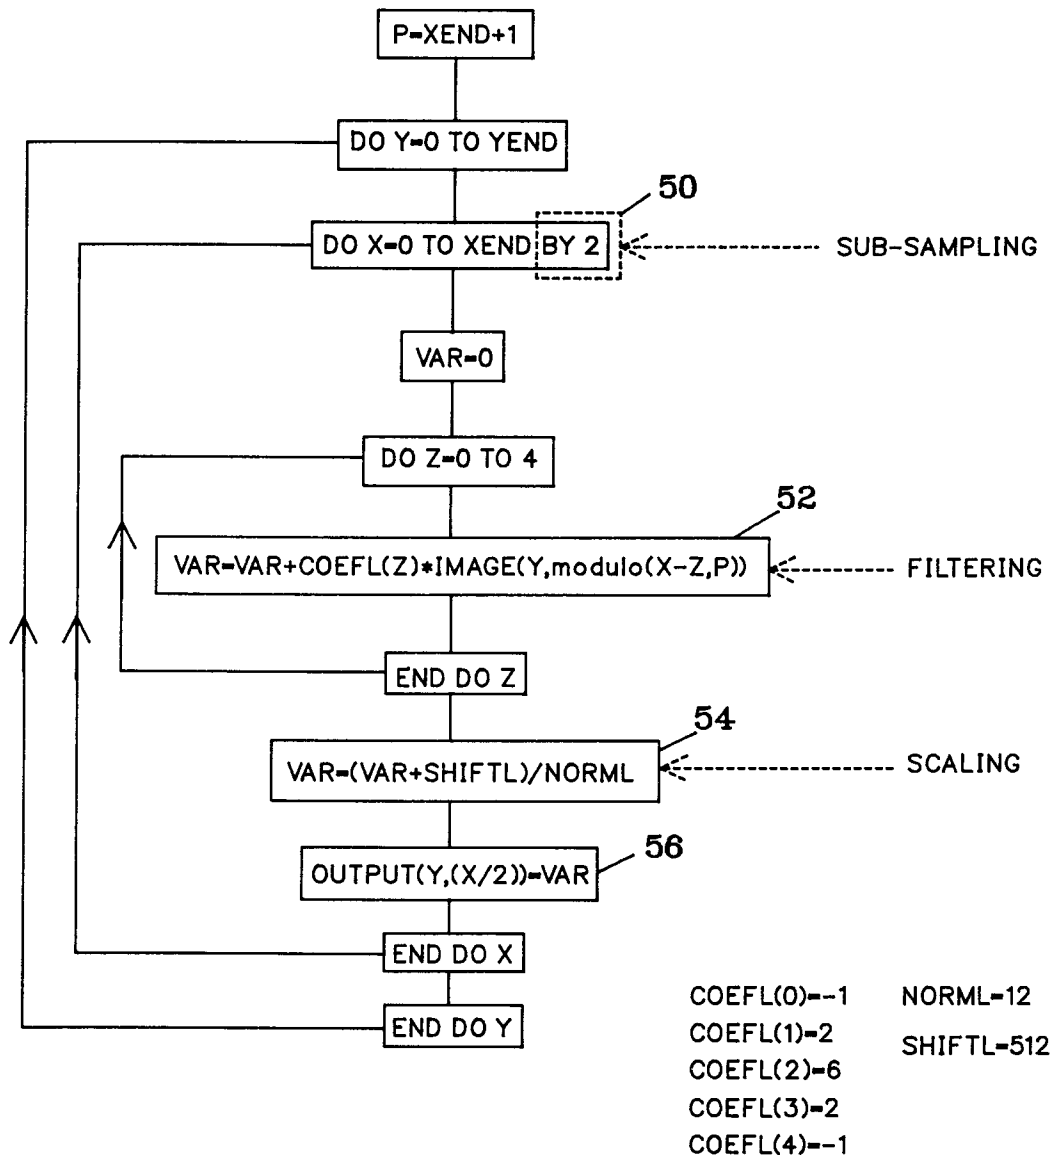 P=XEND+1
DO Y=0 TO YEND
50
DO X=0 TO XEND BY 2
SUB-SAMPLING
VAR=0
DO Z=0 TO 4
52
VAR=VAR+COEFL(Z)*IMAGE(Y,modulo(X-Z,P))
FILTERING
END DO Z
54
VAR=(VAR+SHIFTL)/NORML
SCALING
56
OUTPUT(Y,(X/2))=VAR
END DO X
END DO Y
COEFL(0)=-1
NORML=12
COEFL(1)=2
SHIFTL=512
COEFL(2)=6
COEFL(3)=2
COEFL(4)=-1